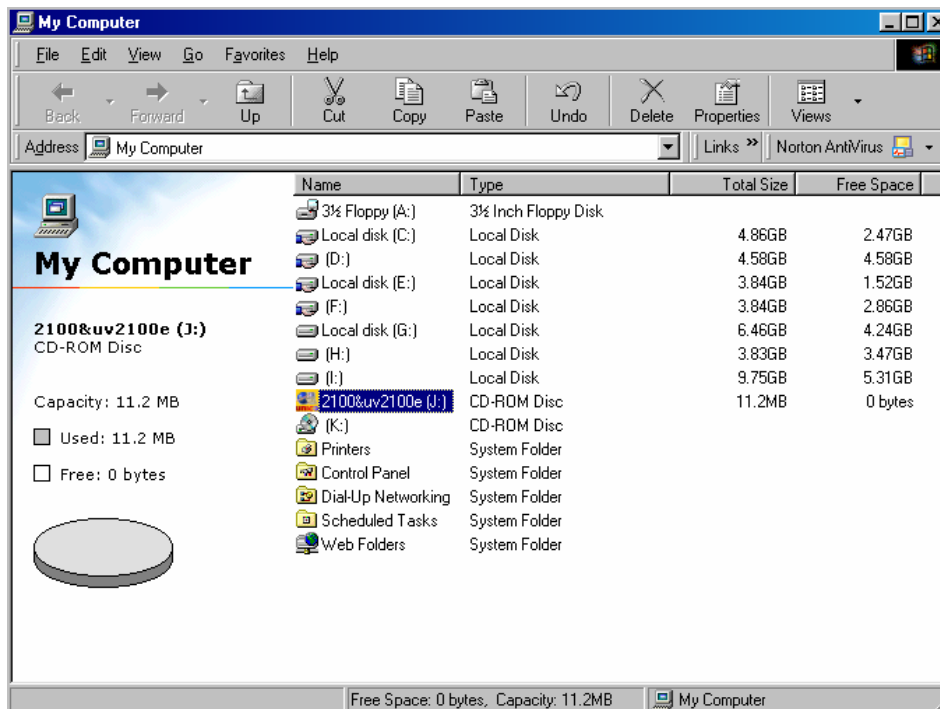 My Computer
File Edit View Go Favorites Help
Back Forward Up Cut Copy Paste Undo Delete Properties Views
Address My Computer Links » Norton AntiVirus
My Computer
2100&uv2100e (J:)
CD-ROM Disc
Capacity: 11.2 MB
Used: 11.2 MB
Free: 0 bytes
Name Type Total Size Free Space
3½ Floppy (A:) 3½ Inch Floppy Disk
Local disk (C:) Local Disk 4.86GB 2.47GB
(D:) Local Disk 4.58GB 4.58GB
Local disk (E:) Local Disk 3.84GB 1.52GB
(F:) Local Disk 3.84GB 2.86GB
Local disk (G:) Local Disk 6.46GB 4.24GB
(H:) Local Disk 3.83GB 3.47GB
(I:) Local Disk 9.75GB 5.31GB
2100&uv2100e (J:) CD-ROM Disc 11.2MB 0 bytes
(K:) CD-ROM Disc
Printers System Folder
Control Panel System Folder
Dial-Up Networking System Folder
Scheduled Tasks System Folder
Web Folders System Folder
Free Space: 0 bytes, Capacity: 11.2MB My Computer